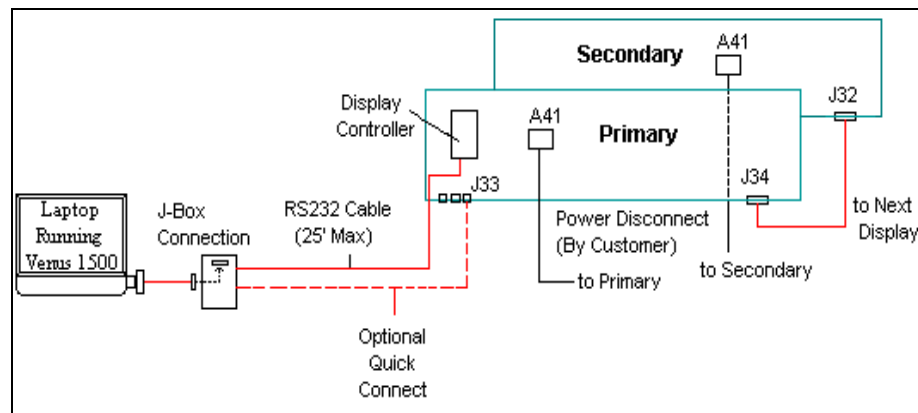 Secondary
A41
J32
Display
Controller
A41
Primary
J33
J34
Laptop
Running
Venus 1500
J-Box
Connection
RS232 Cable
(25' Max)
Power Disconnect
(By Customer)
to Next
Display
to Primary
to Secondary
Optional
Quick
Connect